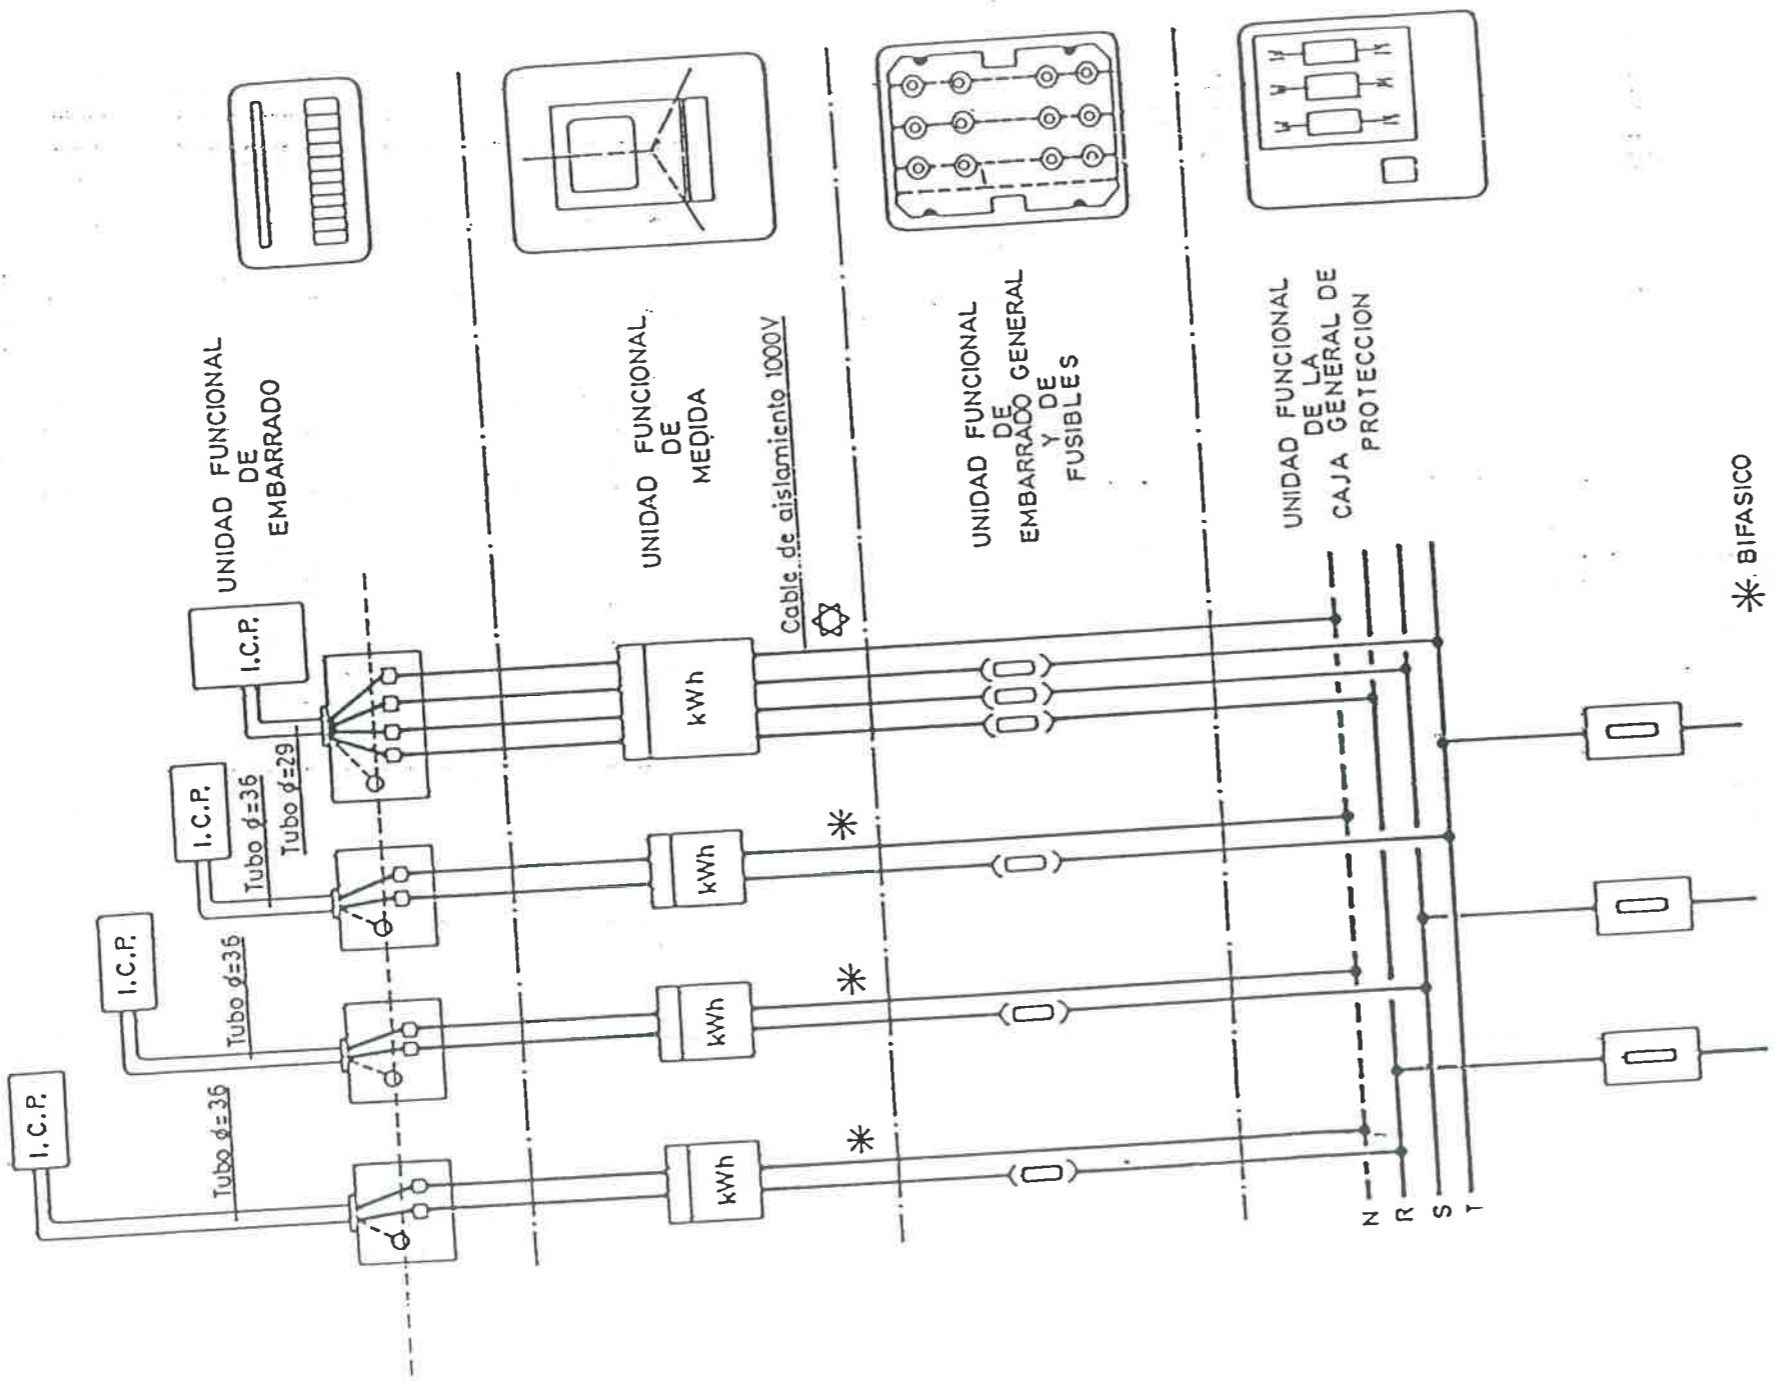 I.C.P.
I.C.P.
I.C.P.
I.C.P.
Tubo ø=36
Tubo ø=36
Tubo ø=36
Tubo ø=29
UNIDAD FUNCIONAL
DE
EMBARRADO
kWh
kWh
kWh
kWh
UNIDAD FUNCIONAL
DE
MEDIDA
Cable de aislamiento 1000V
UNIDAD FUNCIONAL
DE
EMBARRADO GENERAL
Y DE
FUSIBLES
UNIDAD FUNCIONAL
DE LA
CAJA GENERAL DE
PROTECCION
N
R
S
T
* BIFASICO